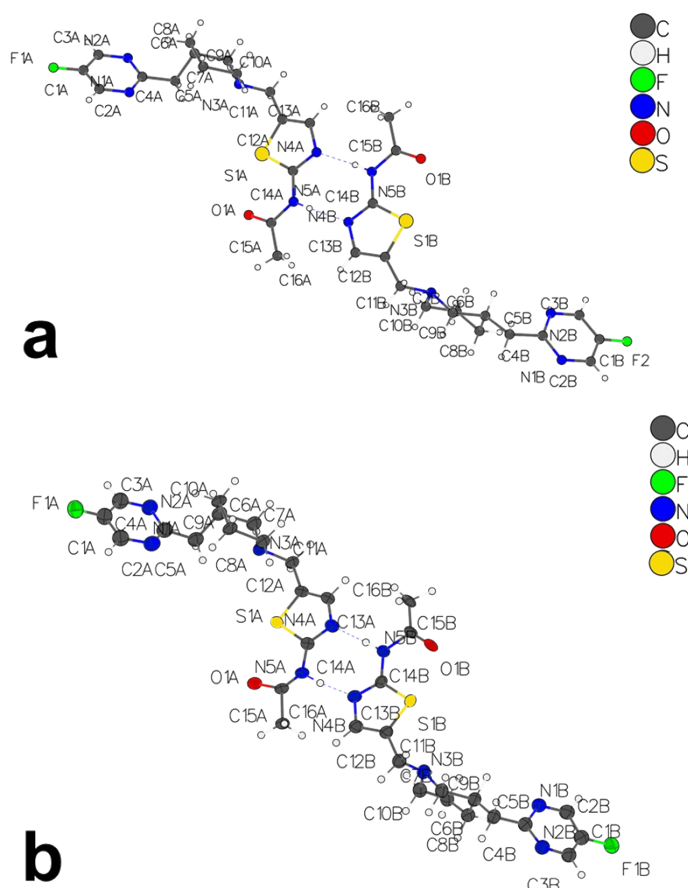 C8A
C3A N2A C6A
F1A C9A C10A
N1A C7A
C1A C4A C5A
C2A N3A C11A C13A
C16B
C12A N4A C15B
S1A
C14A N5A C14B N5B O1B
O1A N4B
C15A C13B S1B
C16A C12B
C11B C6B C3B
N3B C5B
C10B C9B N2B
C8B C4B C1B F2
N1B C2B
C
H
F
N
O
S
a
C3A C10A
F1A N2A C6A C7A
C4A N1A C9A
C1A N3A
C2A C5A C8A C11A
C12A C16B
S1A N4A C13A C15B
N5B
N5A C14A O1B
O1A C14B
C15A C16A C13B
N4B S1B
C11B
C12B N3B
C9B N1B
C10B C5B C2B
C6B N2B C1B
C8B C4B F1B
C3B
C
H
F
N
O
S
b